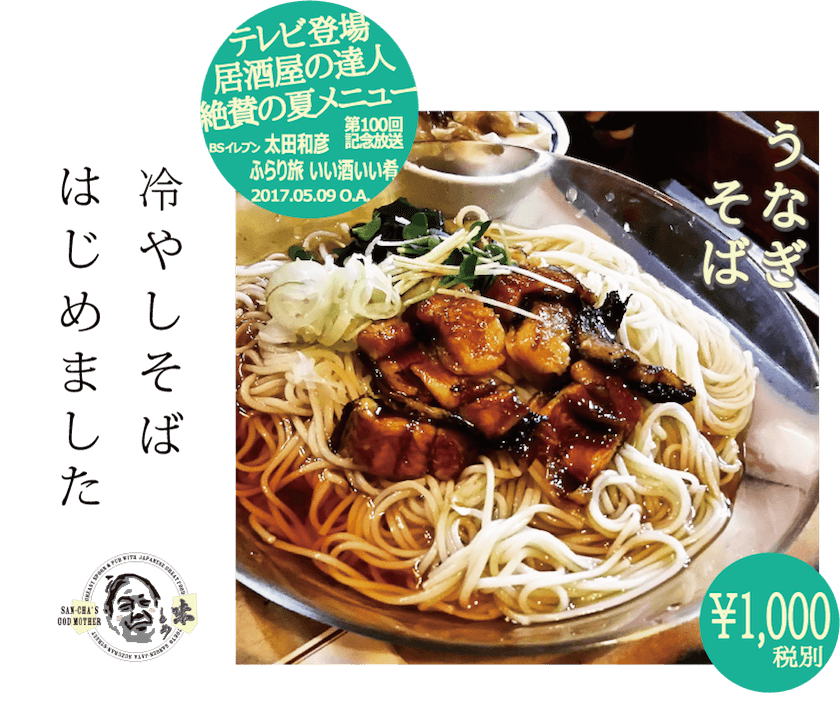 テレビ登場
居酒屋の達人
絶賛の夏メニュー
BSイレブン 太田和彦 第100回記念放送
ふらり旅 いい酒いい肴
2017.05.09 O.A.
うなぎ
そば
冷やしそば
はじめました
SAN-CHA'S
GOD MOTHER
¥1,000
税別